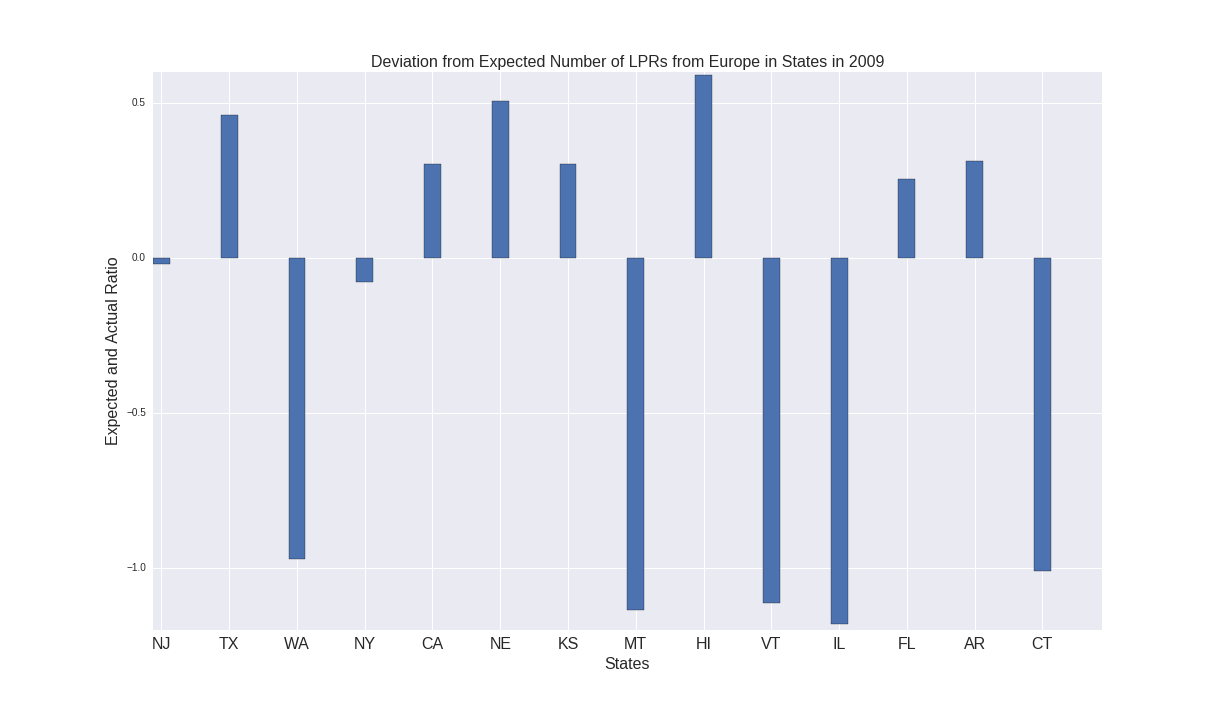 Deviation from Expected Number of LPRs from Europe in States in 2009
Expected and Actual Ratio
0.5
0.0
−0.5
−1.0
NJ TX WA NY CA NE KS MT HI VT IL FL AR CT
States